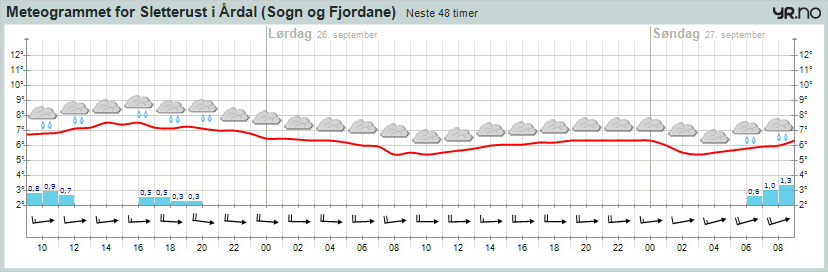 Meteogrammet for Sletterust i Årdal (Sogn og Fjordane) Neste 48 timer yr.no
Lørdag 26. september Søndag 27. september
12° 12°
11° 11°
10° 10°
9° 9°
8° 8°
7° 7°
6° 6°
5° 5°
4° 4°
3° 3°
2° 2°
0,8 0,9 0,7 0,5 0,5 0,3 0,3 0,6 1,0 1,3
10 12 14 16 18 20 22 00 02 04 06 08 10 12 14 16 18 20 22 00 02 04 06 08